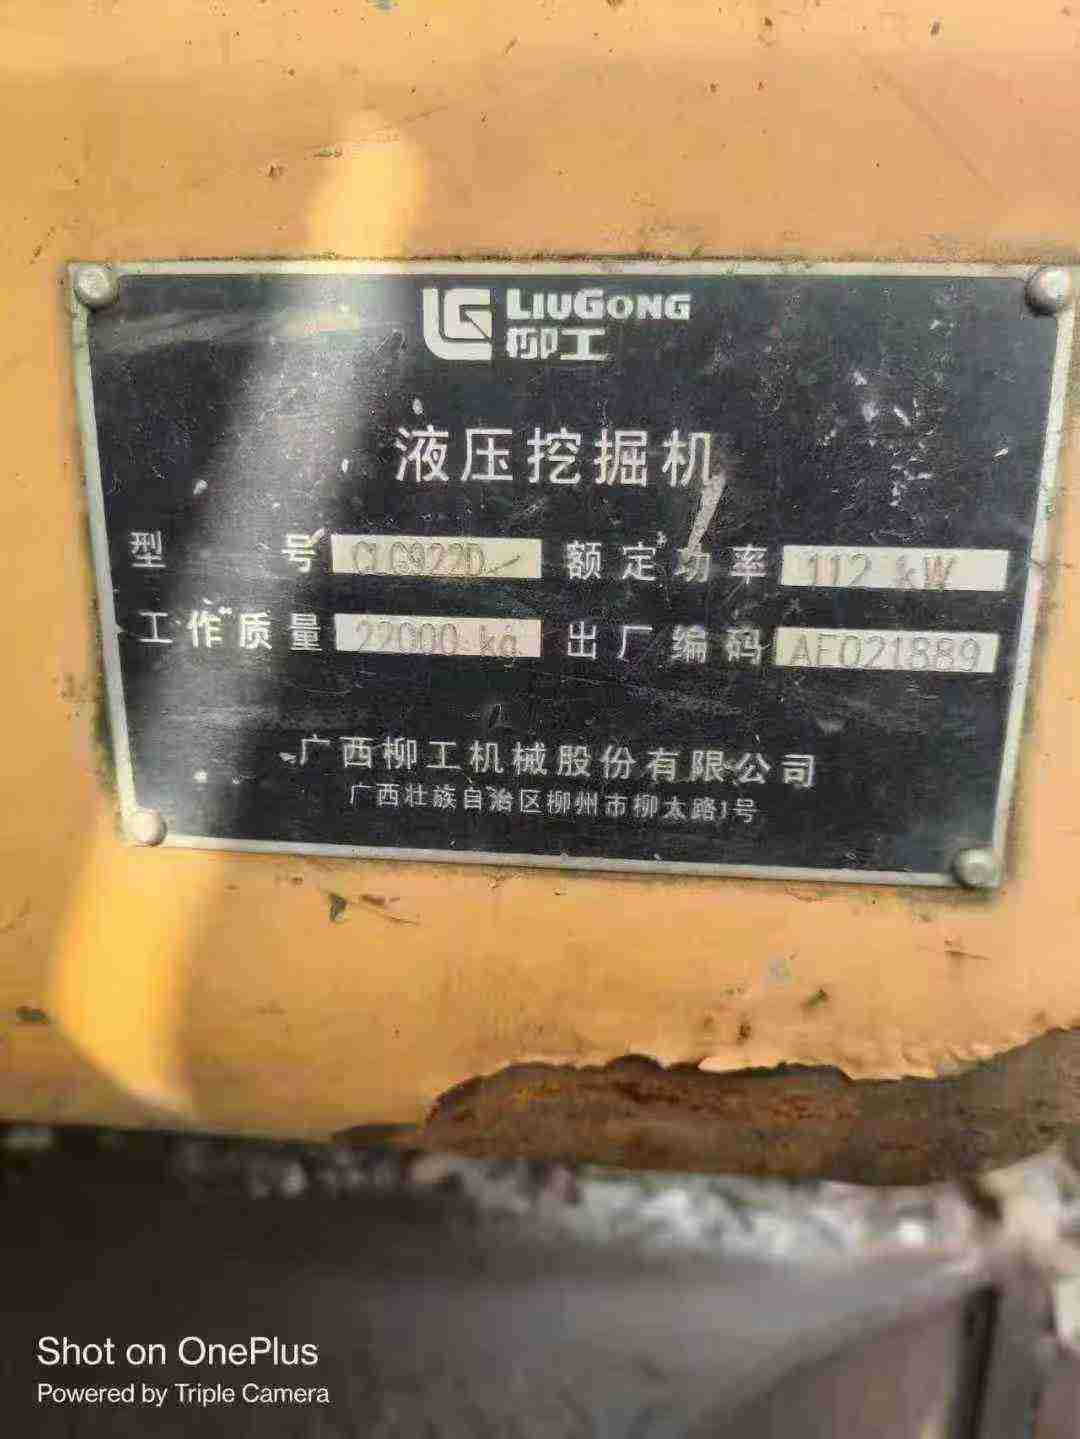 LG LIUGONG
柳工
液压挖掘机
型 号 CLG922D 额定功率 112 kW
工作质量 22000 kg 出厂编码 AE021889
广西柳工机械股份有限公司
广西壮族自治区柳州市柳太路1号
Shot on OnePlus
Powered by Triple Camera